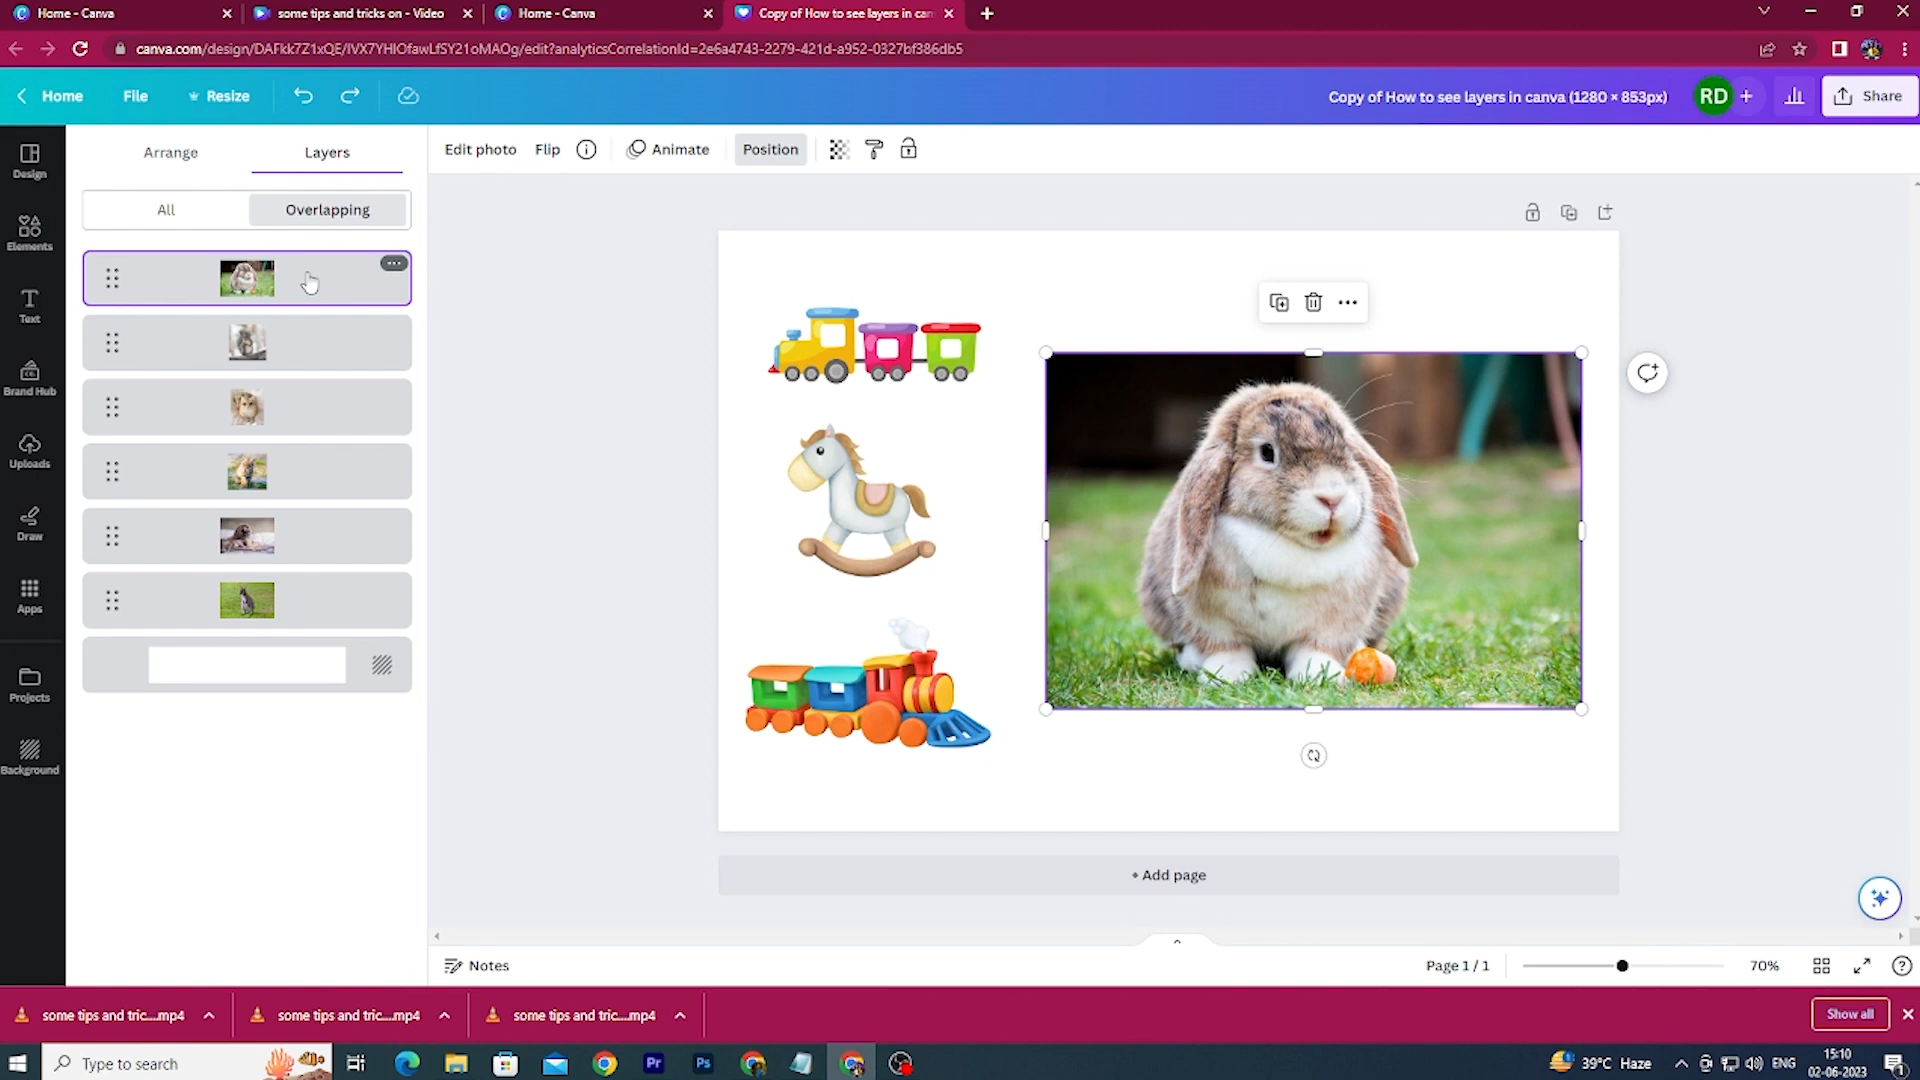 Home - Canva
some tips and tricks on - Video
Home - Canva
Copy of How to see layers in can
canva.com/design/DAFkk7Z1xQE/IVX7YHIOfawLfSY21oMAOg/edit?analyticsCorrelationId=2e6a4743-2279-421d-a952-0327bf386db5
Home
File
Resize
Copy of How to see layers in canva (1280 × 853px)
RD
Share
Arrange
Layers
Edit photo
Flip
Animate
Position
Design
All
Overlapping
Elements
Text
Brand Hub
Uploads
Draw
Apps
Projects
Background
+ Add page
Notes
Page 1 / 1
70%
some tips and tric....mp4
some tips and tric....mp4
some tips and tric....mp4
Show all
Type to search
Pr
Ps
39°C Haze
ENG
15:10
02-06-2023
1